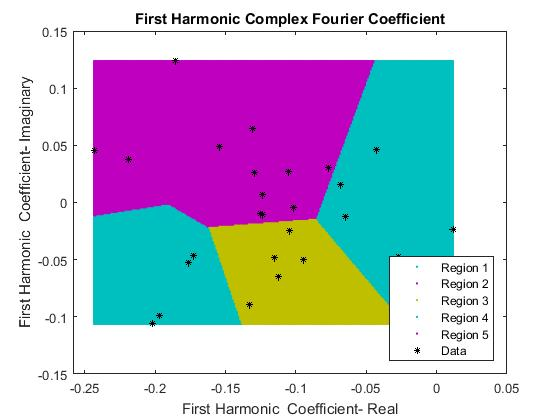 First Harmonic Complex Fourier Coefficient
0.15
0.1
0.05
0
-0.05
-0.1
-0.15
First Harmonic Coefficient- Imaginary
-0.25
-0.2
-0.15
-0.1
-0.05
0
0.05
First Harmonic Coefficient- Real
Region 1
Region 2
Region 3
Region 4
Region 5
Data